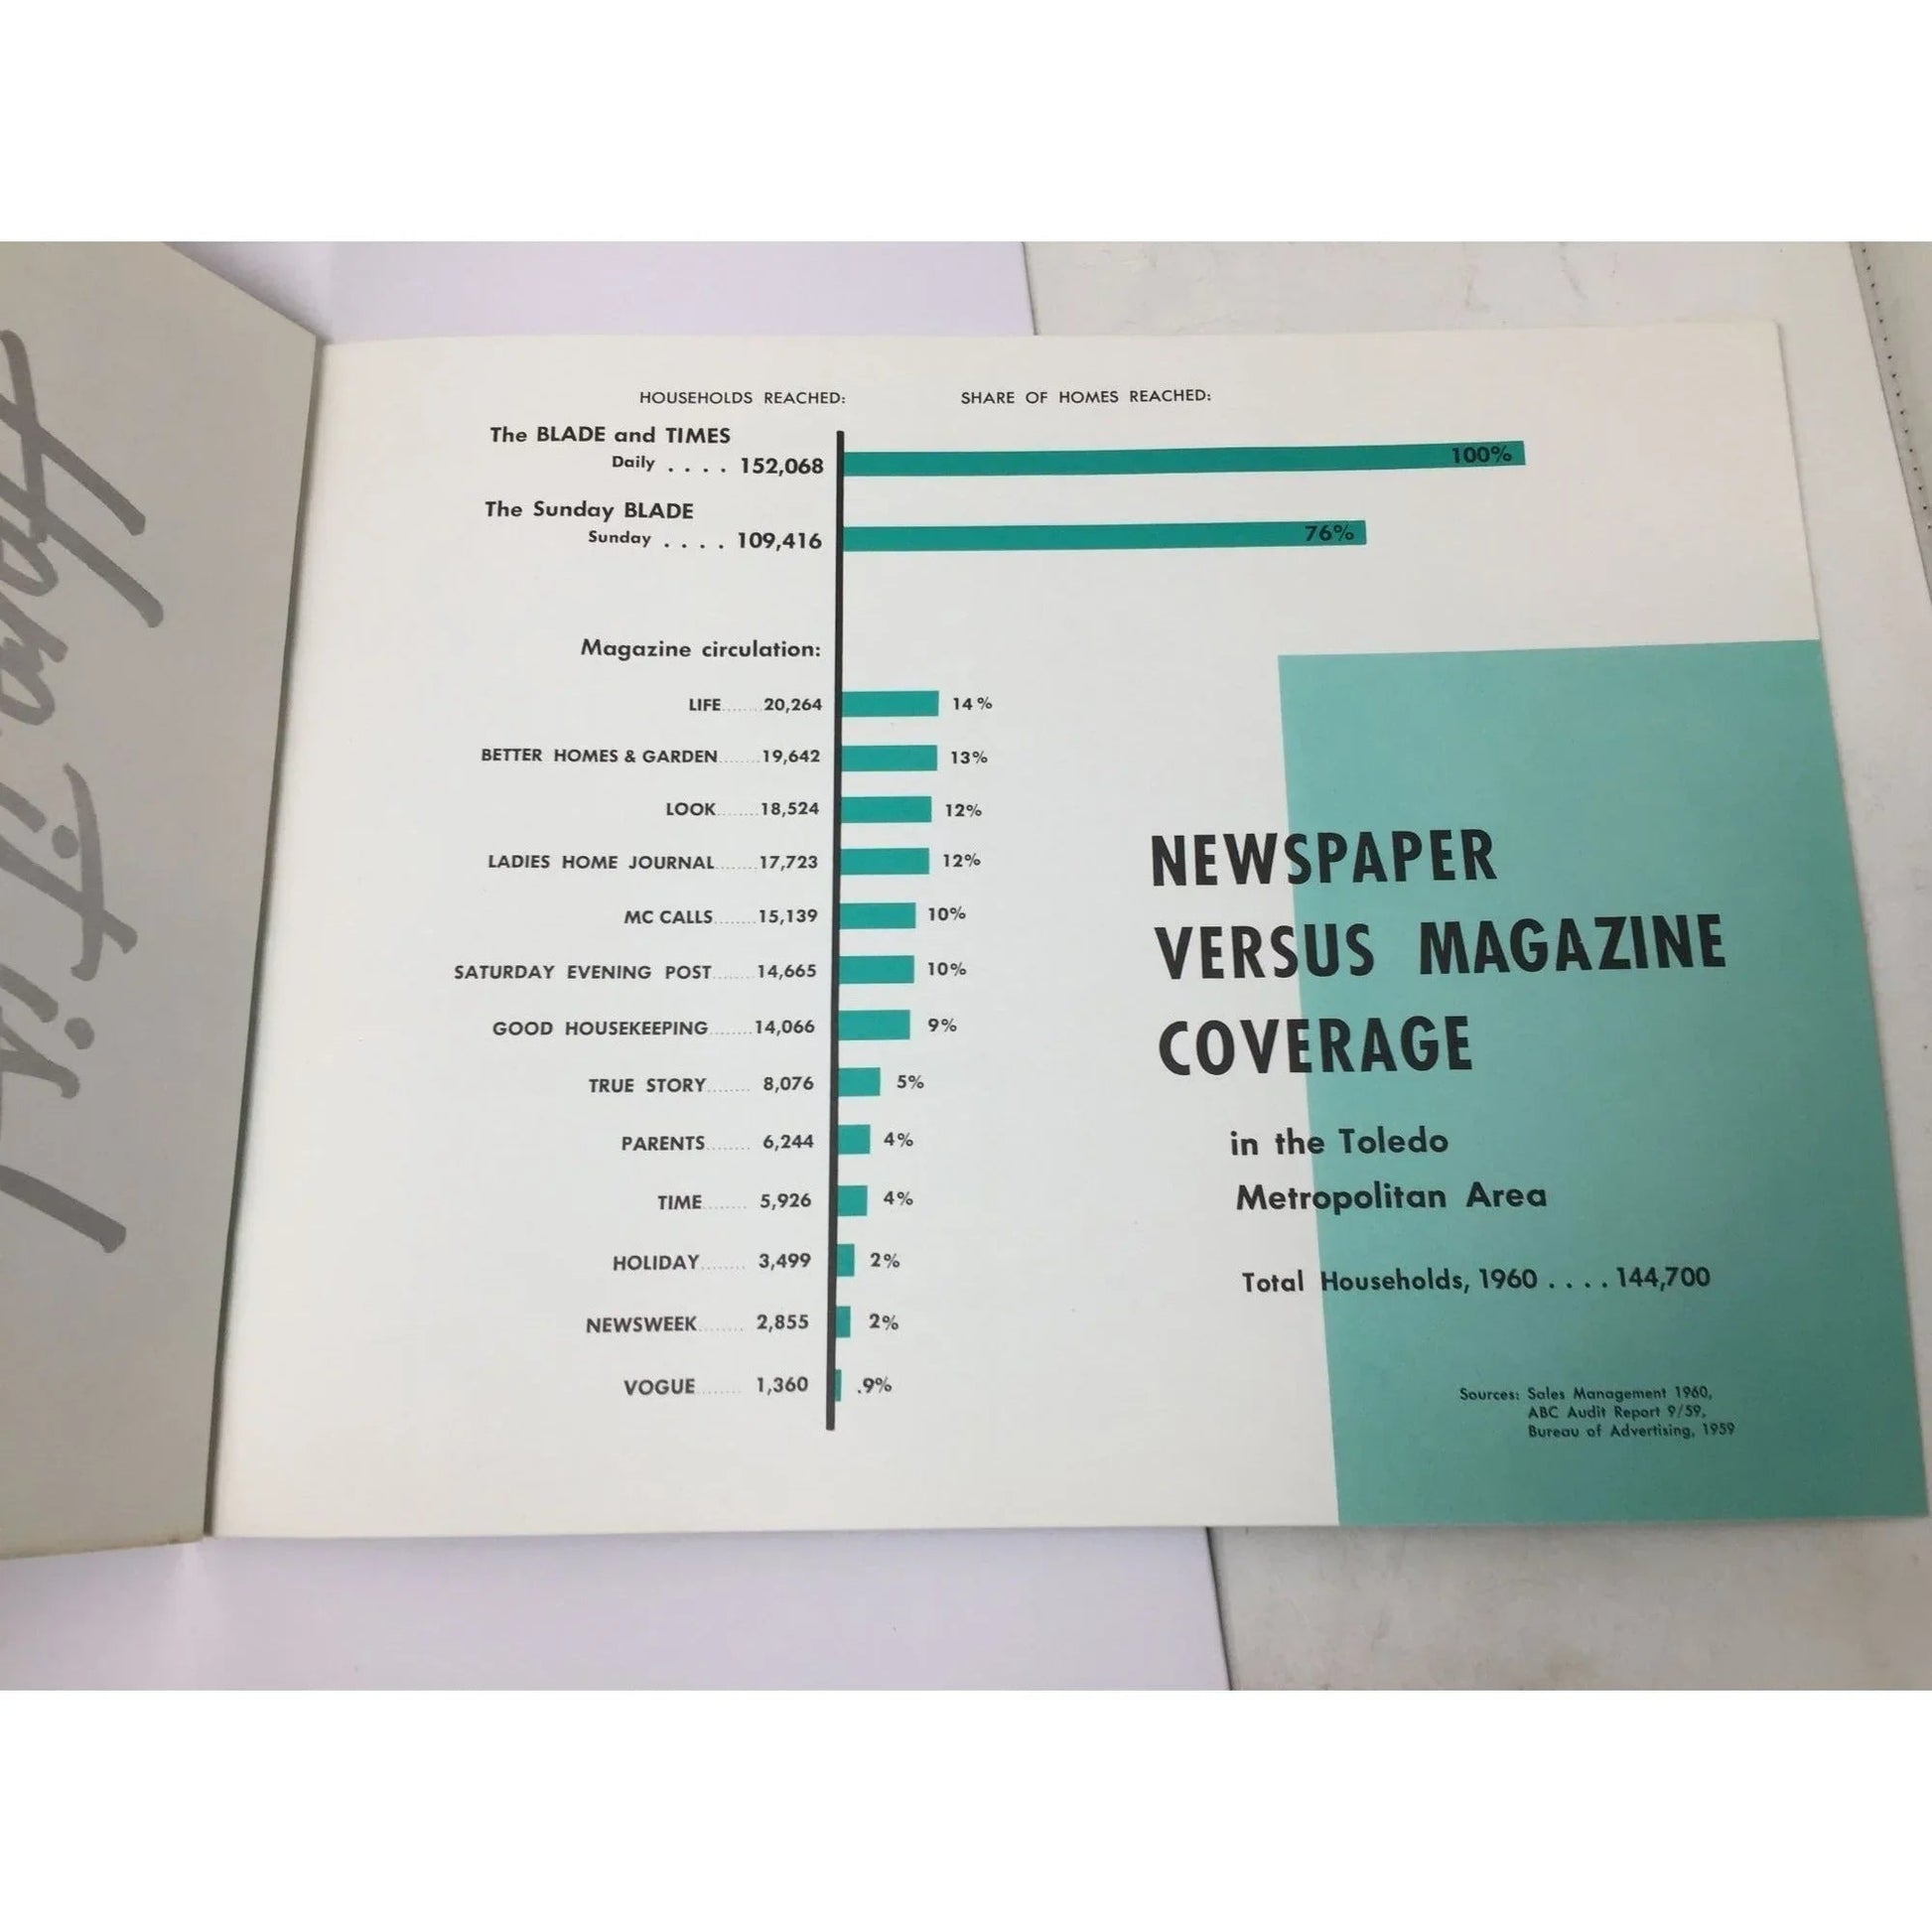 HOUSEHOLDS REACHED:
SHARE OF HOMES REACHED:
The BLADE and TIMES
Daily . . . . 152,068
100%
The Sunday BLADE
Sunday . . . . 109,416
76%
Magazine circulation:
LIFE........20,264 14%
BETTER HOMES & GARDEN........19,642 13%
LOOK........18,524 12%
LADIES HOME JOURNAL........17,723 12%
MC CALLS........15,139 10%
SATURDAY EVENING POST........14,665 10%
GOOD HOUSEKEEPING........14,066 9%
TRUE STORY........ 8,076 5%
PARENTS........ 6,244 4%
TIME........ 5,926 4%
HOLIDAY........ 3,499 2%
NEWSWEEK........ 2,855 2%
VOGUE........ 1,360 .9%
NEWSPAPER
VERSUS MAGAZINE
COVERAGE
in the Toledo
Metropolitan Area
Total Households, 1960 . . . . 144,700
Sources: Sales Management 1960,
ABC Audit Report 9/59,
Bureau of Advertising, 1959